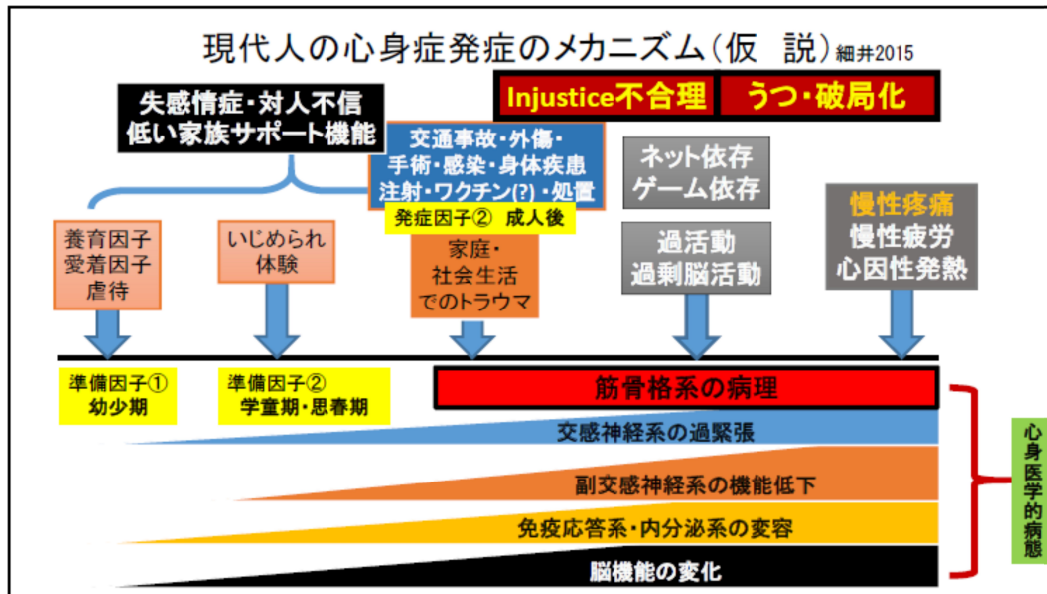 現代人の心身症発症のメカニズム(仮 説)細井2015
Injustice不合理
うつ・破局化
失感情症・対人不信
低い家族サポート機能
交通事故・外傷・
手術・感染・身体疾患
注射・ワクチン(?)・処置
発症因子② 成人後
ネット依存
ゲーム依存
慢性疼痛
慢性疲労
心因性発熱
養育因子
愛着因子
虐待
いじめられ
体験
家庭・
社会生活
でのトラウマ
過活動
過剰脳活動
準備因子①
幼少期
準備因子②
学童期・思春期
筋骨格系の病理
交感神経系の過緊張
副交感神経系の機能低下
免疫応答系・内分泌系の変容
脳機能の変化
心身医学的病態